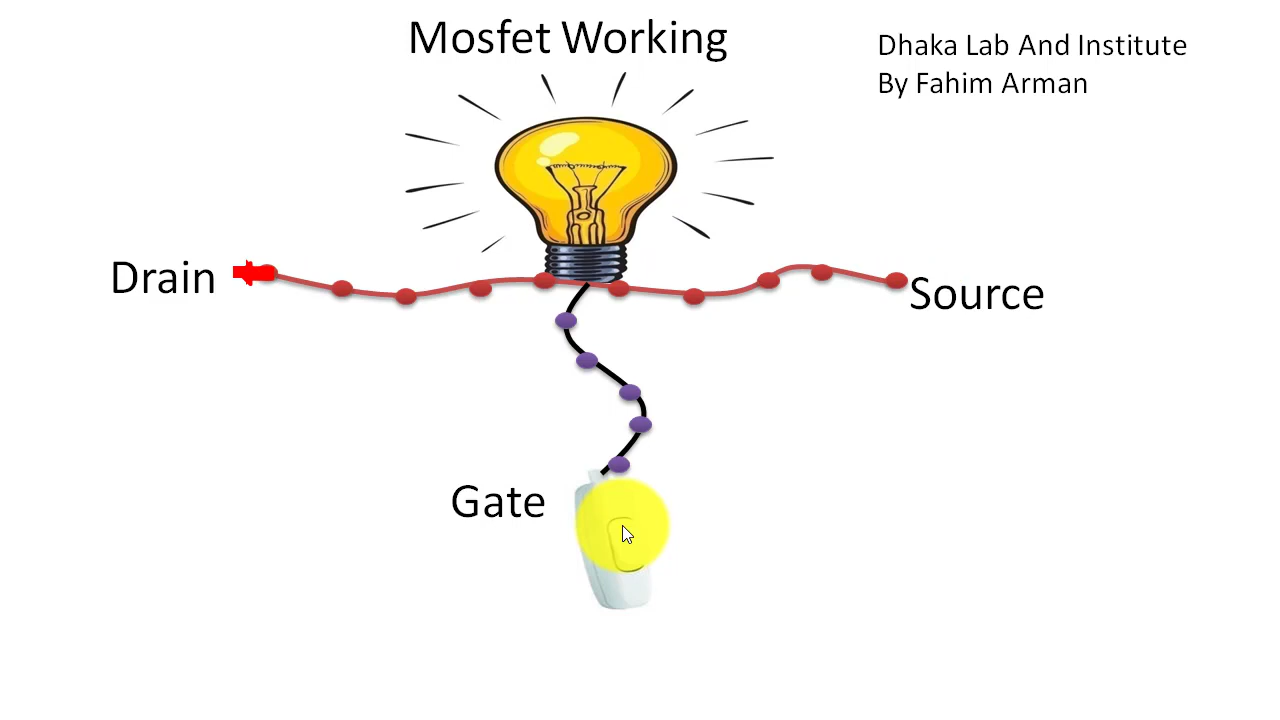 Mosfet Working
Dhaka Lab And Institute
By Fahim Arman
Drain
Source
Gate